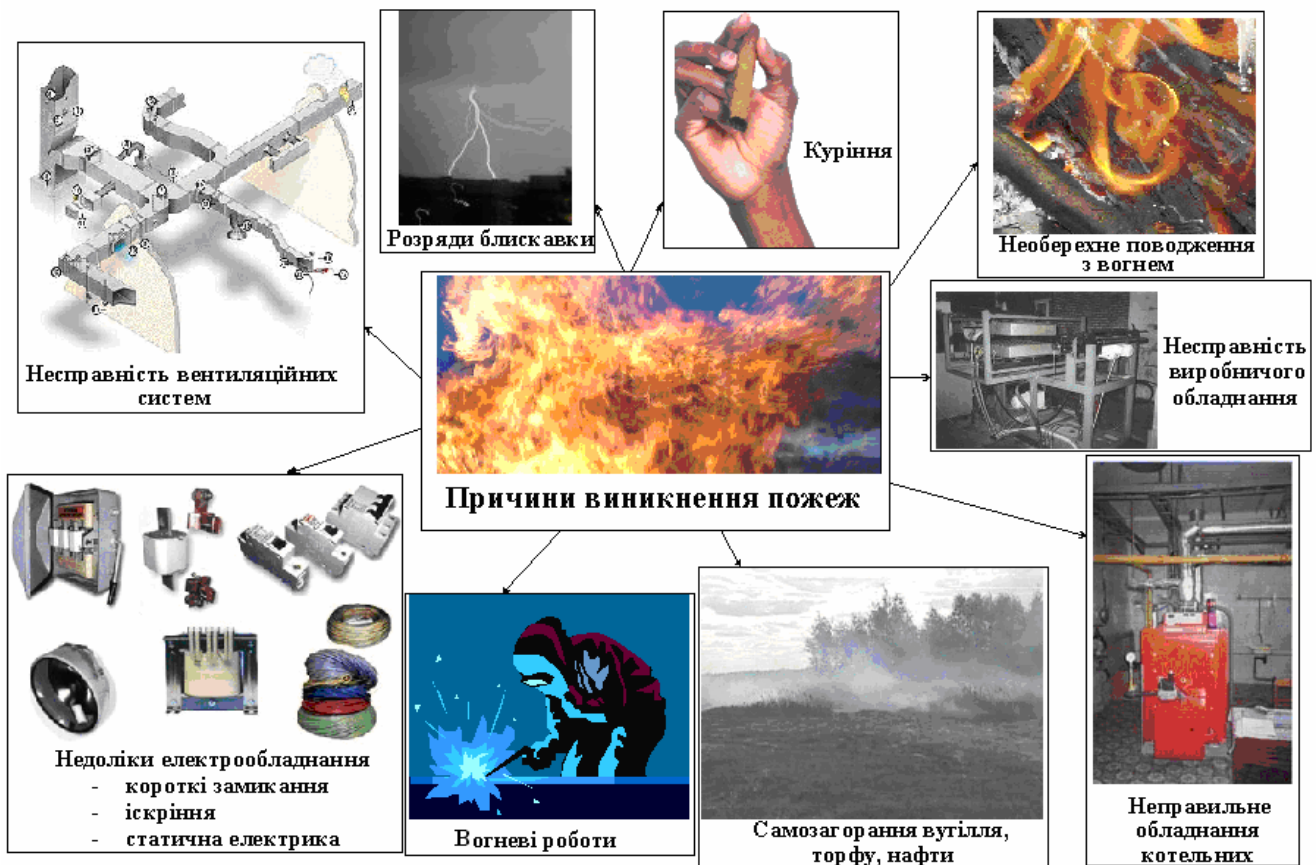 Розряди блискавки
Куріння
Необерехне поводження
з вогнем
Несправність вентиляційних
систем
Несправність
виробничого
обладнання
Причини виникнення пожеж
Недоліки електрообладнання
- короткі замикання
- іскріння
- статична електрика
Вогневі роботи
Самозагорання вугілля,
торфу, нафти
Неправильне
обладнання
котельних